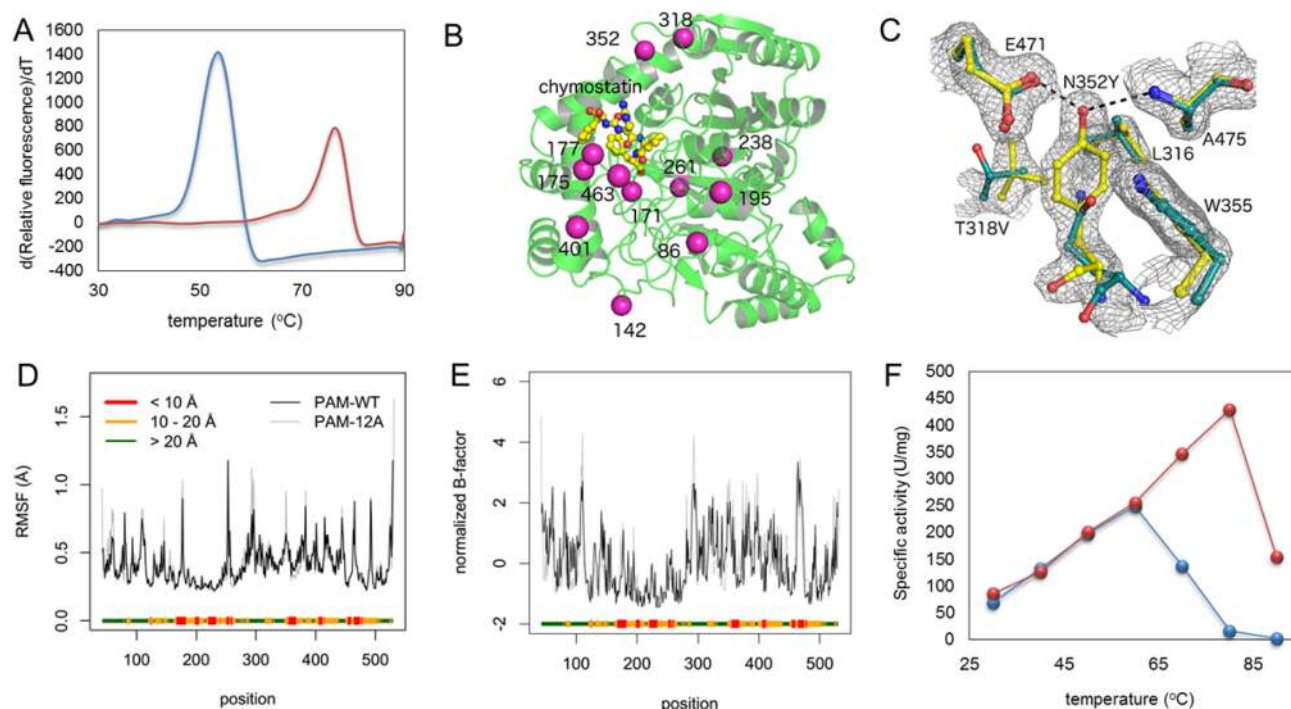 A
1600
1400
1200
1000
800
600
400
200
0
-200
-400
d(Relative fluorescence)/dT
30 50 70 90
temperature (°C)
B
318
352
chymostatin
177
238
175
261
463
195
171
401
86
142
C
E471
N352Y
A475
L316
T318V
W355
D
< 10 Å
10 - 20 Å
> 20 Å
PAM-WT
PAM-12A
1.5
1.0
0.5
0.0
RMSF (Å)
100 200 300 400 500
position
E
6
4
2
0
-2
normalized B-factor
100 200 300 400 500
position
F
500
450
400
350
300
250
200
150
100
50
0
Specific activity (U/mg)
25 45 65 85
temperature (°C)